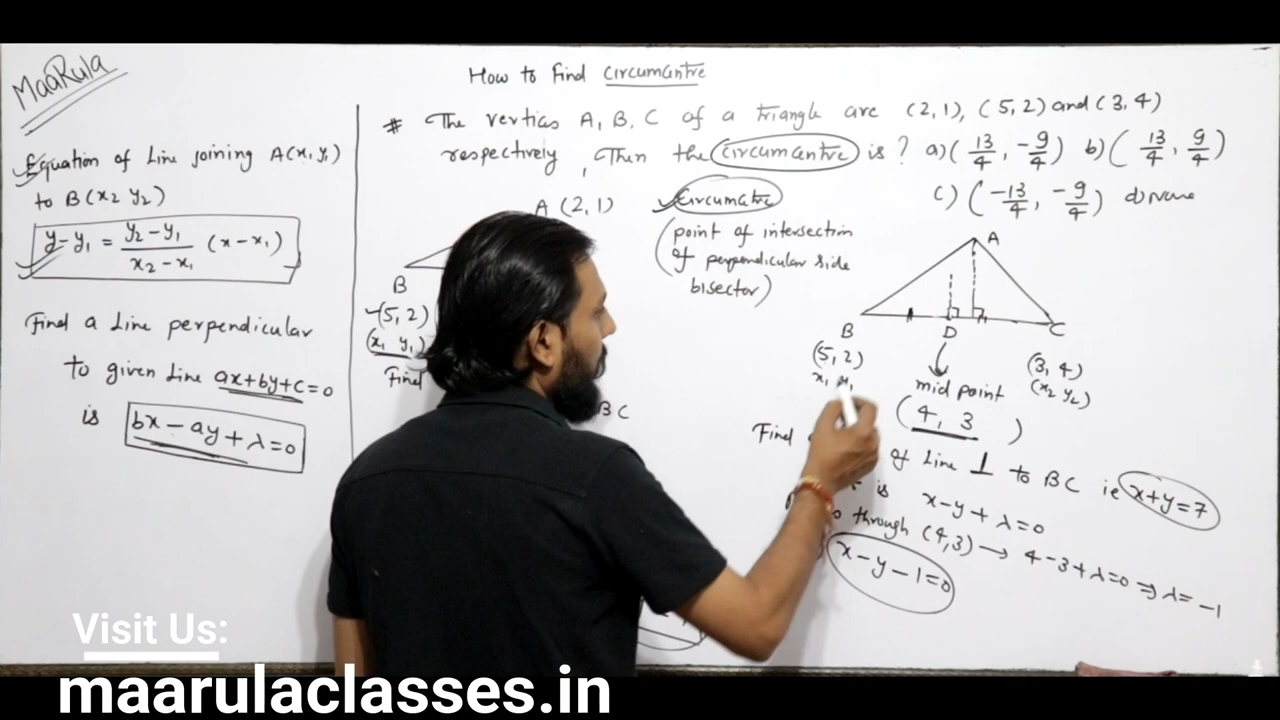 MaaRula
How to find circumcentre
# The vertices A, B, C of a triangle are (2,1), (5,2) and (3,4)
respectively, Then the circumcentre is ? a) (13/4, -9/4) b) (13/4, 9/4)
c) (-13/4, -9/4) d) none
Equation of Line joining A(x₁ y₁)
to B(x₂ y₂)
y-y₁ = (y₂-y₁)/(x₂-x₁) (x-x₁)
Find a Line perpendicular
to given Line ax+by+c=0
is bx-ay+λ=0
A (2,1)
B
(5,2)
(x₁ y₁)
Find
BC
Circumcentre
(point of intersection
of perpendicular side
bisector)
A
B
D
C
(5,2)
x₁ y₁
(3,4)
(x₂ y₂)
mid point
(4, 3)
Find of Line ⊥ to BC ie x+y=7
is x-y+λ=0
through (4,3) → 4-3+λ=0 ⇒ λ=-1
x-y-1=0
Visit Us:
maarulaclasses.in